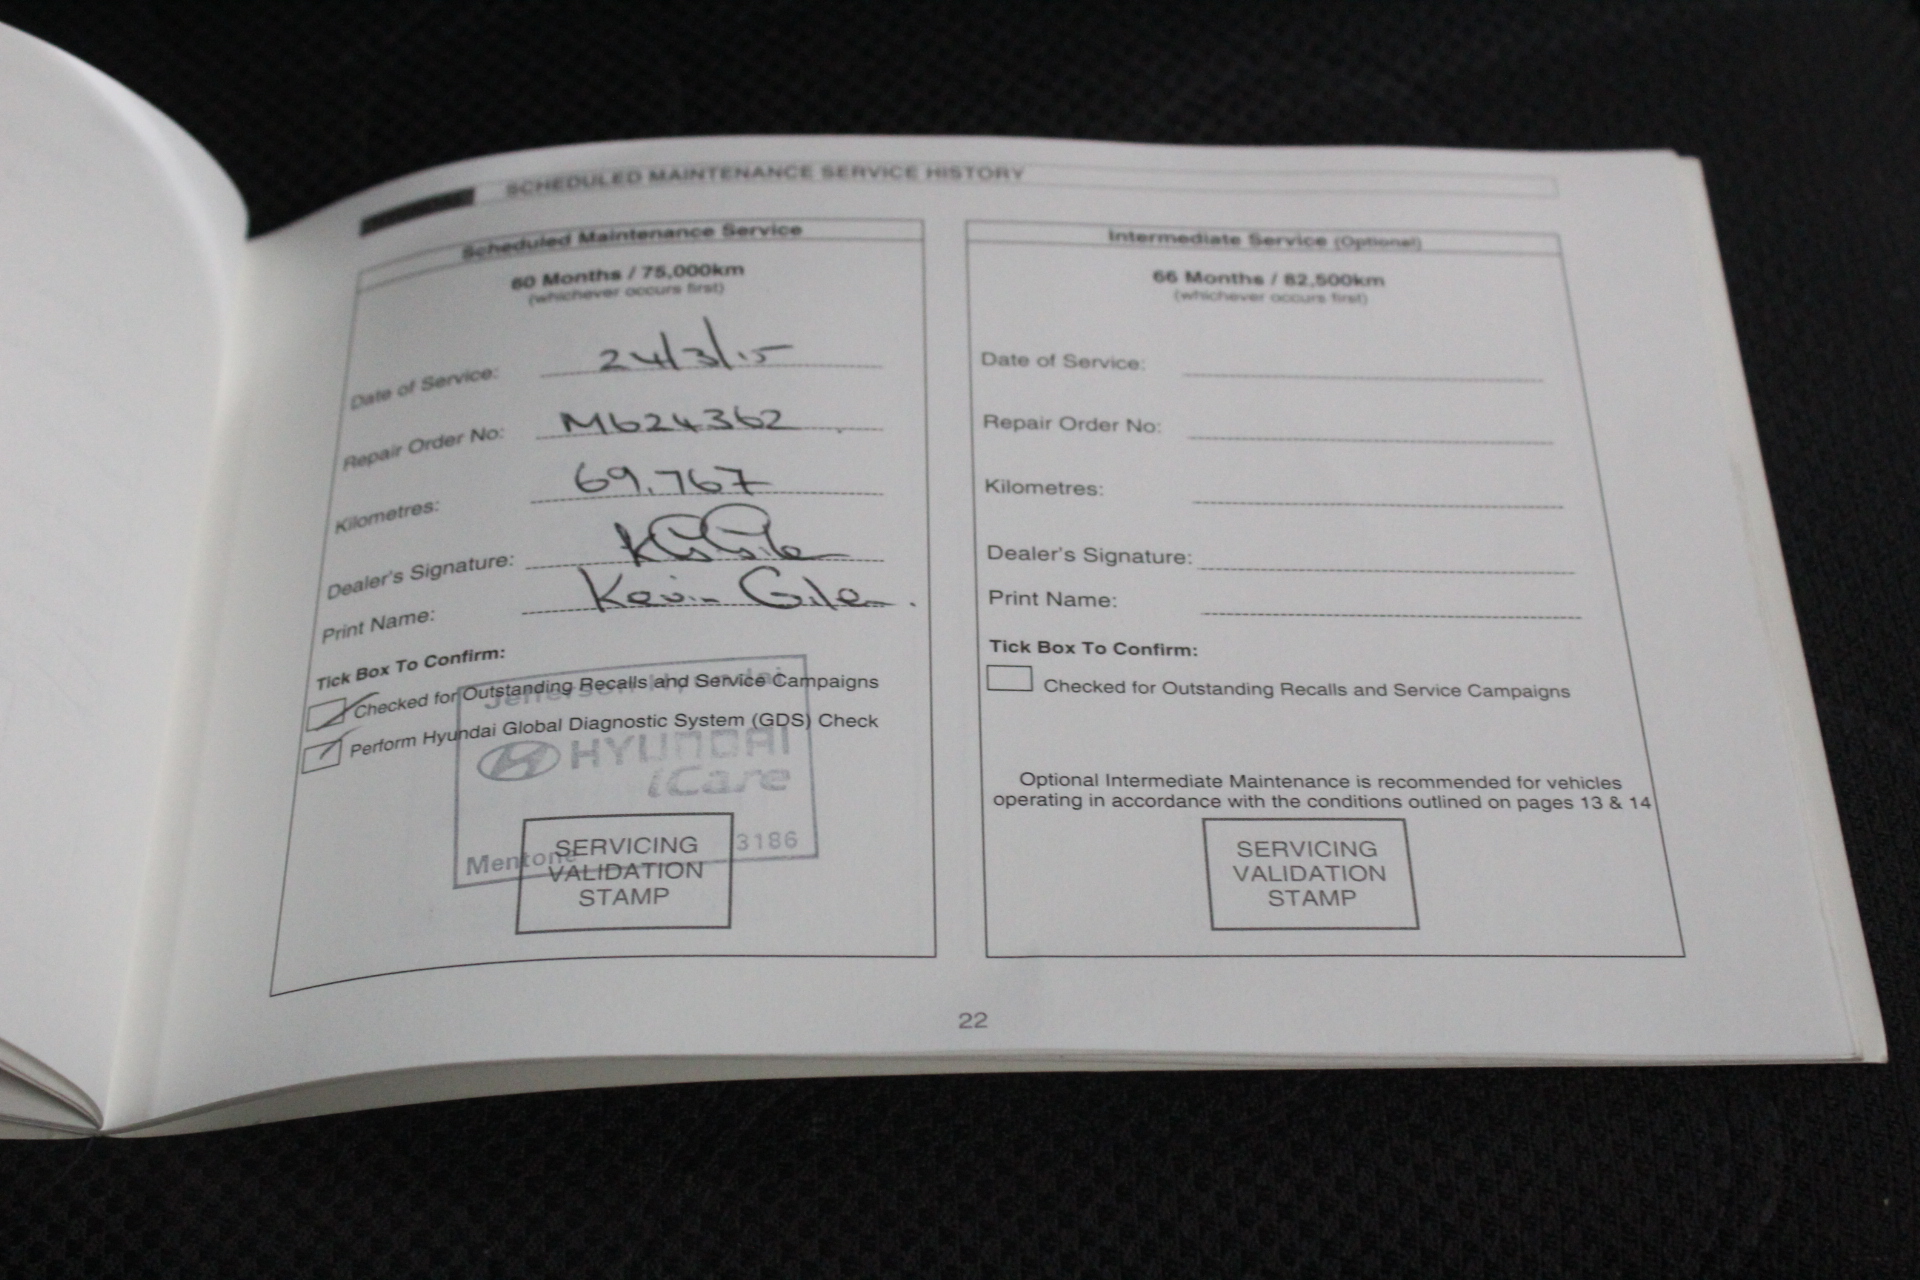 SCHEDULED MAINTENANCE SERVICE HISTORY
Scheduled Maintenance Service
60 Months / 75,000km
(whichever occurs first)
Date of Service: 24/3/15
Repair Order No: M624362
Kilometres: 69.767
Dealer's Signature:
Print Name: Kevin
Tick Box To Confirm:
Checked for Outstanding Recalls and Service Campaigns
Perform Hyundai Global Diagnostic System (GDS) Check
Jefferson Hyundai
HYUNDAI
iCare
Mentone 3186
SERVICING
VALIDATION
STAMP
Intermediate Service (Optional)
66 Months / 82,500km
(whichever occurs first)
Date of Service:
Repair Order No:
Kilometres:
Dealer's Signature:
Print Name:
Tick Box To Confirm:
Checked for Outstanding Recalls and Service Campaigns
Optional Intermediate Maintenance is recommended for vehicles
operating in accordance with the conditions outlined on pages 13 & 14
SERVICING
VALIDATION
STAMP
22